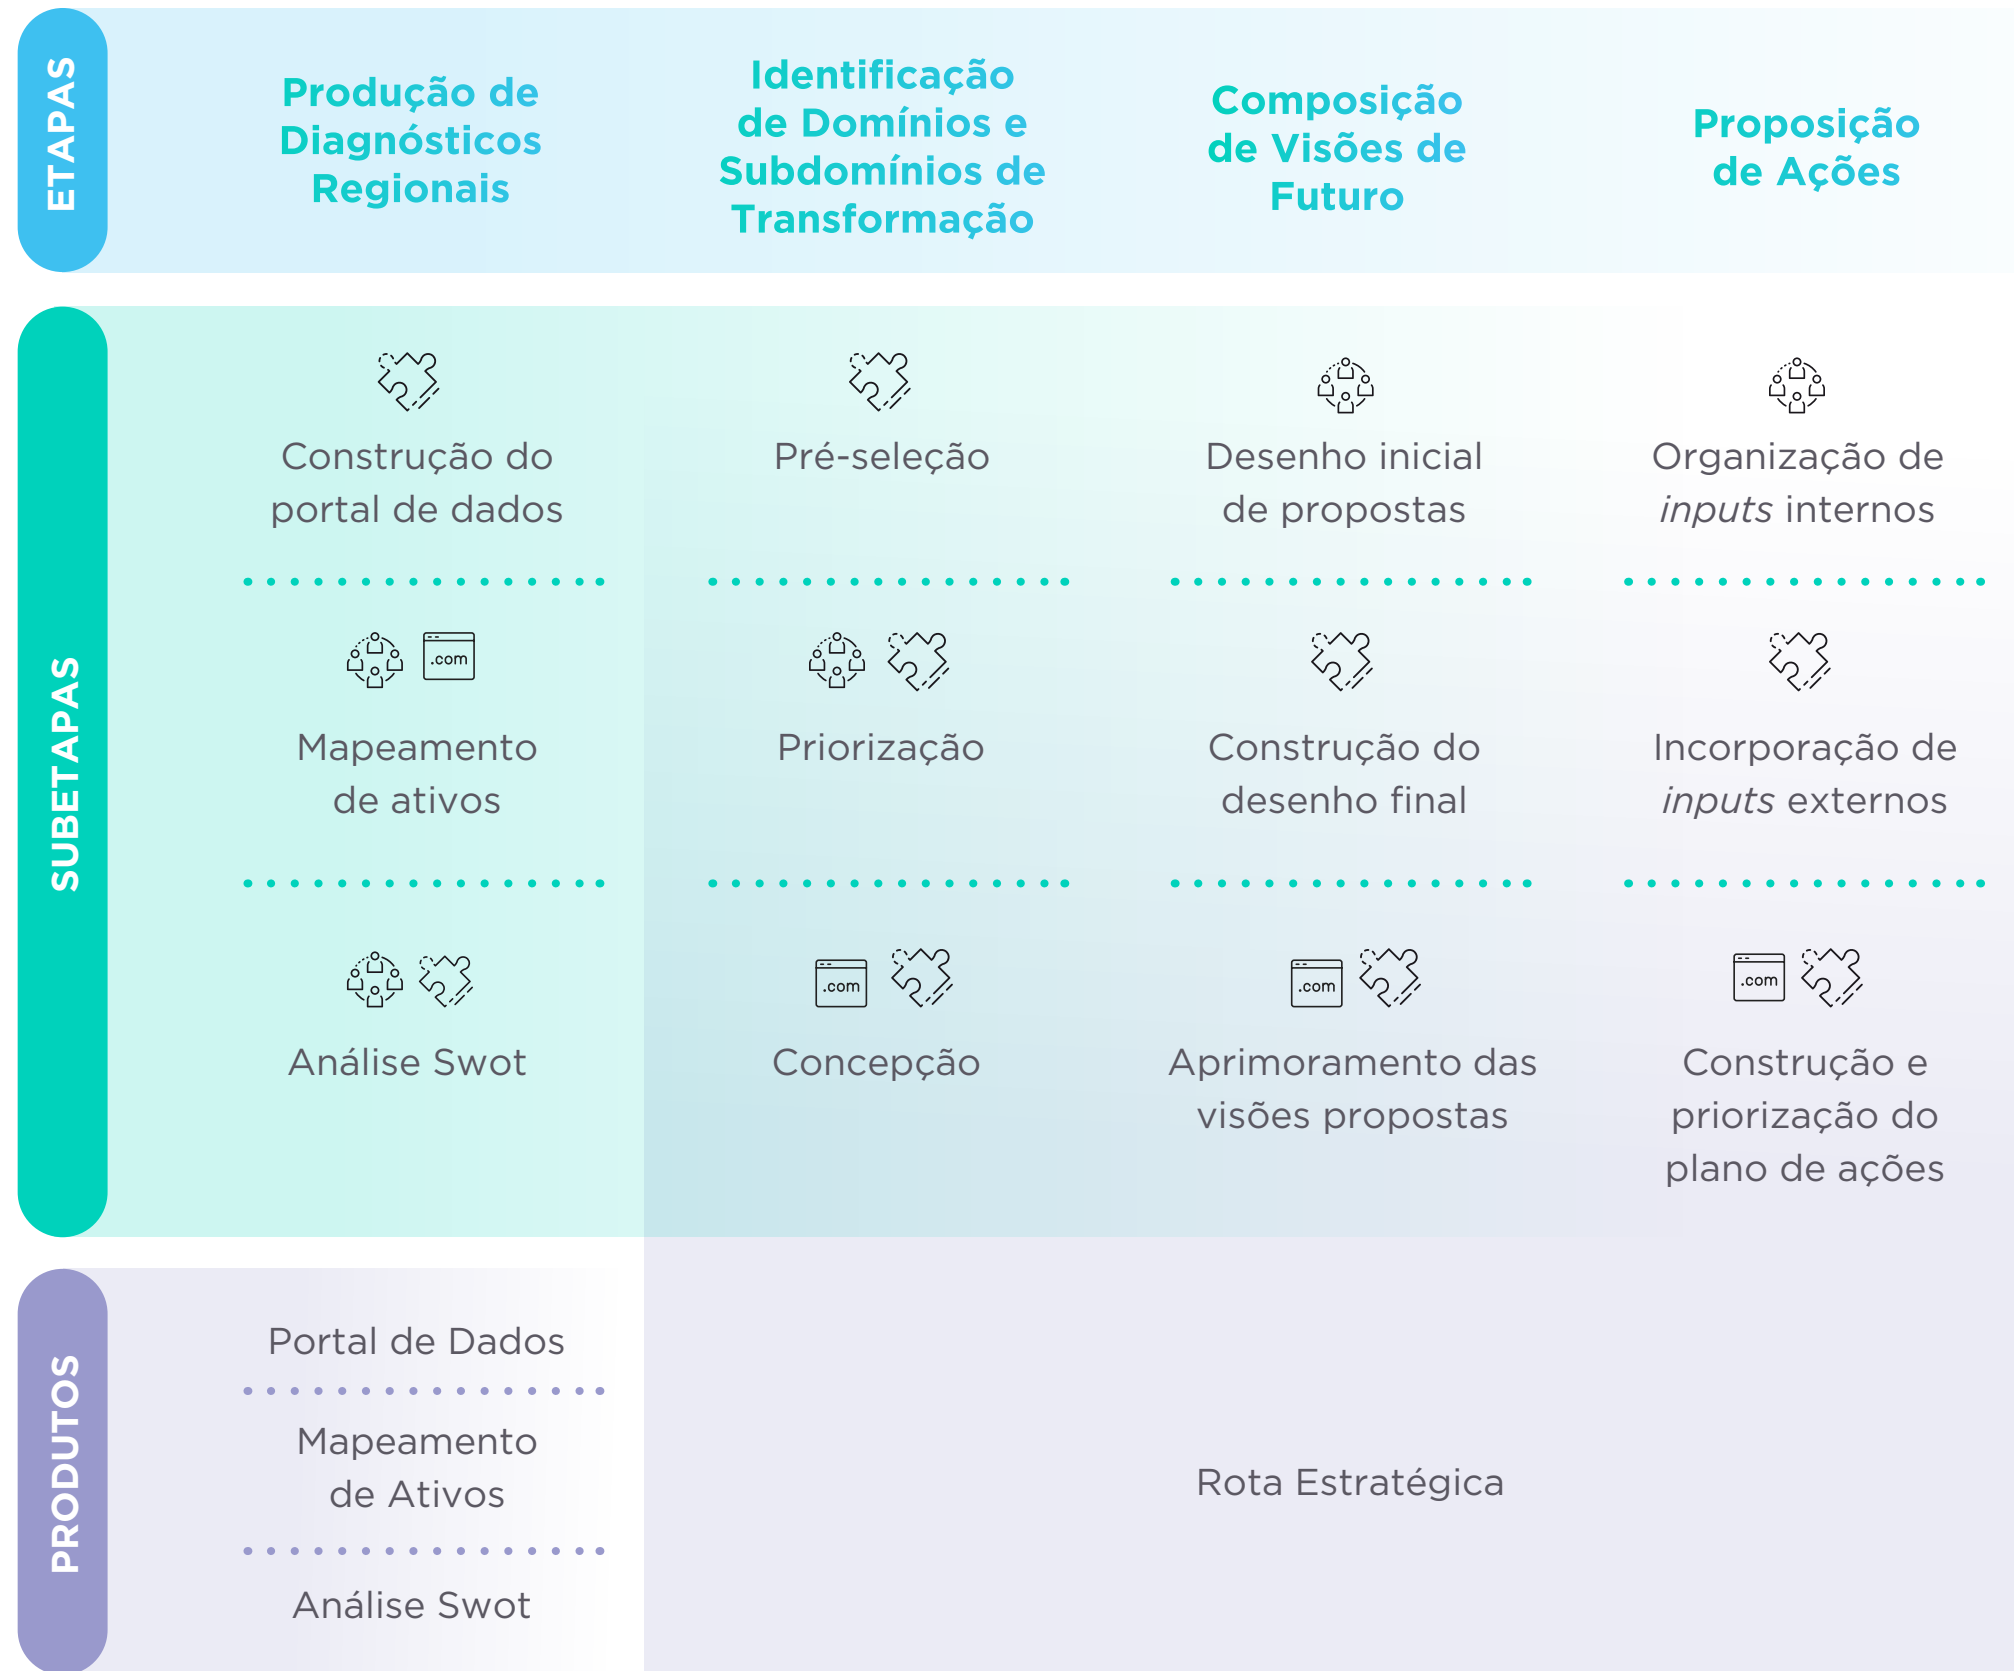 ETAPAS
Produção de
Diagnósticos
Regionais
Identificação
de Domínios e
Subdomínios de
Transformação
Composição
de Visões de
Futuro
Proposição
de Ações
SUBETAPAS
Construção do
portal de dados
Pré-seleção
Desenho inicial
de propostas
Organização de
inputs internos
.com
Mapeamento
de ativos
Priorização
Construção do
desenho final
Incorporação de
inputs externos
Análise Swot
.com
Concepção
.com
Aprimoramento das
visões propostas
.com
Construção e
priorização do
plano de ações
PRODUTOS
Portal de Dados
Mapeamento
de Ativos
Análise Swot
Rota Estratégica